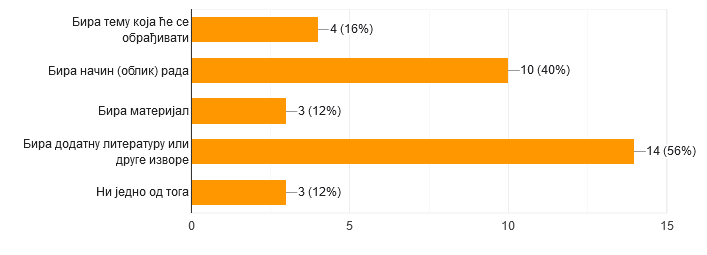 Бира тему која ће се
обрађивати
4 (16%)
Бира начин (облик) рада
10 (40%)
Бира материјал
3 (12%)
Бира додатну литературу или
друге изворе
14 (56%)
Ни једно од тога
3 (12%)
0
5
10
15